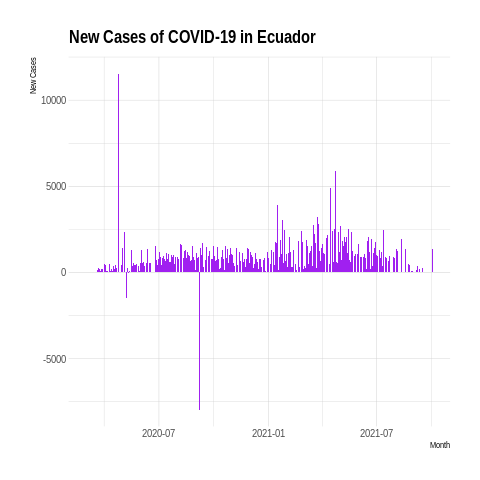 New Cases of COVID-19 in Ecuador
New Cases
10000
5000
0
-5000
2020-07
2021-01
2021-07
Month